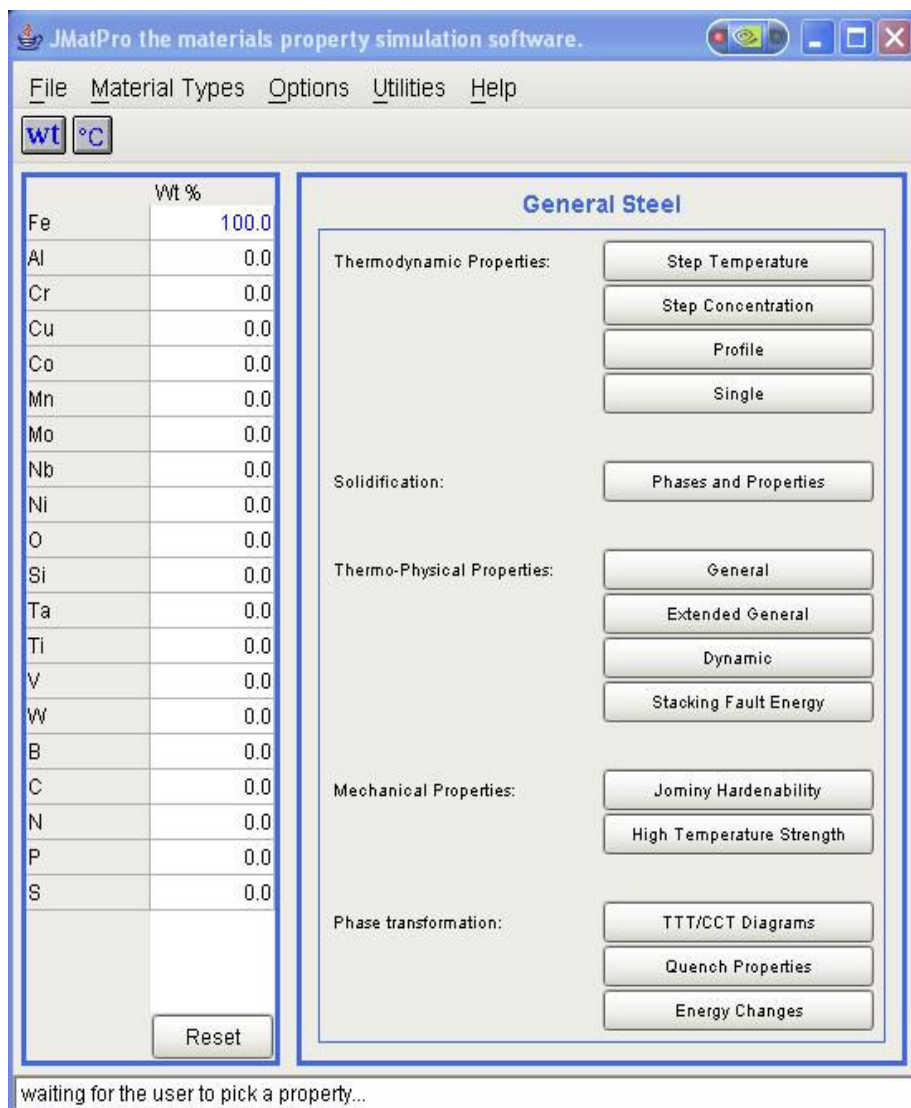 JMatPro the materials property simulation software.
File Material Types Options Utilities Help
wt °C
Wt %
Fe 100.0
Al 0.0
Cr 0.0
Cu 0.0
Co 0.0
Mn 0.0
Mo 0.0
Nb 0.0
Ni 0.0
O 0.0
Si 0.0
Ta 0.0
Ti 0.0
V 0.0
W 0.0
B 0.0
C 0.0
N 0.0
P 0.0
S 0.0
Reset
General Steel
Thermodynamic Properties: Step Temperature
Step Concentration
Profile
Single
Solidification: Phases and Properties
Thermo-Physical Properties: General
Extended General
Dynamic
Stacking Fault Energy
Mechanical Properties: Jominy Hardenability
High Temperature Strength
Phase transformation: TTT/CCT Diagrams
Quench Properties
Energy Changes
waiting for the user to pick a property...